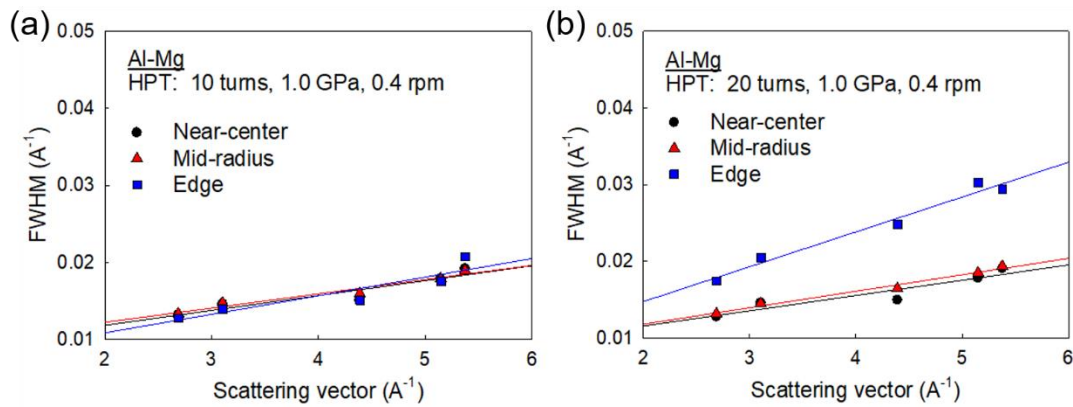 (a)
0.05
0.04
0.03
0.02
0.01
FWHM (A⁻¹)
Al-Mg
HPT: 10 turns, 1.0 GPa, 0.4 rpm
Near-center
Mid-radius
Edge
2 3 4 5 6
Scattering vector (A⁻¹)
(b)
0.05
0.04
0.03
0.02
0.01
FWHM (A⁻¹)
Al-Mg
HPT: 20 turns, 1.0 GPa, 0.4 rpm
Near-center
Mid-radius
Edge
2 3 4 5 6
Scattering vector (A⁻¹)